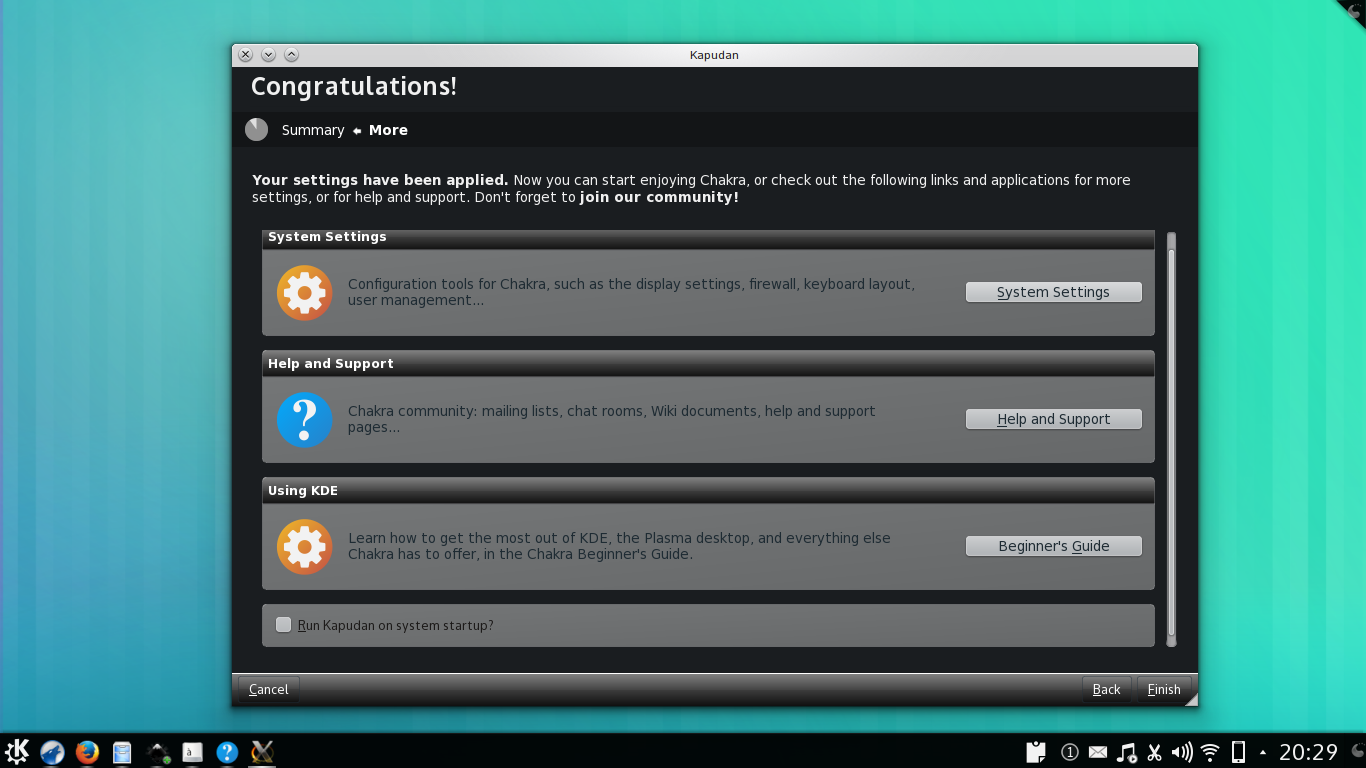 Kapudan
Congratulations!
Summary More
Your settings have been applied. Now you can start enjoying Chakra, or check out the following links and applications for more
settings, or for help and support. Don't forget to join our community!
System Settings
Configuration tools for Chakra, such as the display settings, firewall, keyboard layout,
user management...
System Settings
Help and Support
Chakra community: mailing lists, chat rooms, Wiki documents, help and support
pages...
Help and Support
Using KDE
Learn how to get the most out of KDE, the Plasma desktop, and everything else
Chakra has to offer, in the Chakra Beginner's Guide.
Beginner's Guide
Run Kapudan on system startup?
Cancel Back Finish
K à ? X 1 20:29